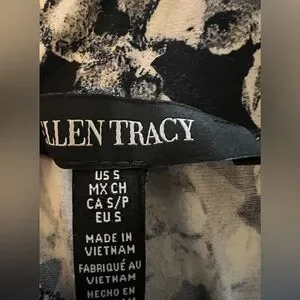 LLEN TRACY
US S
MX CH
CA S/P
EU S
MADE IN
VIETNAM
FABRIQUÉ AU
VIETNAM
HECHO EN